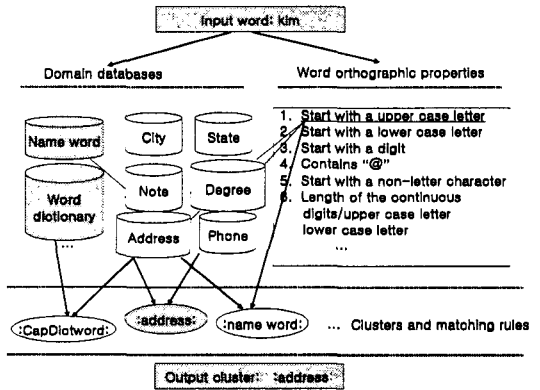 Input word: kim
Domain databases
Word orthographic properties
Name word
City
State
Word
dictionary
...
Note
Degree
Address
Phone
1. Start with a upper case letter
2. Start with a lower case letter
3. Start with a digit
4. Contains "@"
5. Start with a non-letter character
6. Length of the continuous
digits/upper case letter
lower case letter
...
:CapDictword:
:address:
:name word:
... Clusters and matching rules
Output cluster: :address